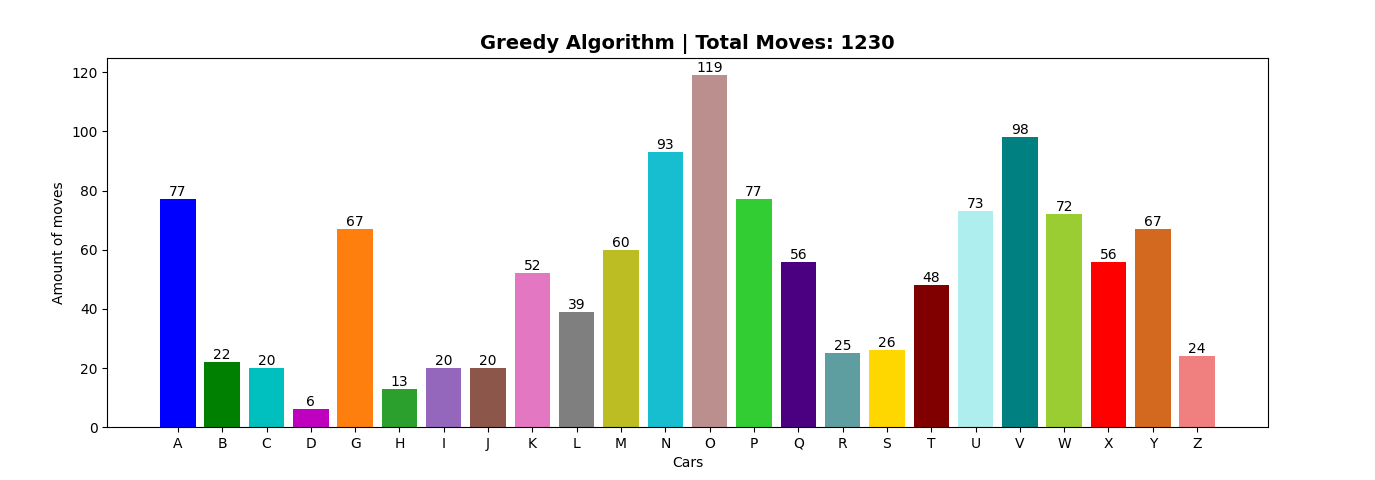 Greedy Algorithm | Total Moves: 1230
Amount of moves
120
100
80
60
40
20
0
77 22 20 6 67 13 20 20 52 39 60 93 119 77 56 25 26 48 73 98 72 56 67 24
A B C D G H I J K L M N O P Q R S T U V W X Y Z
Cars